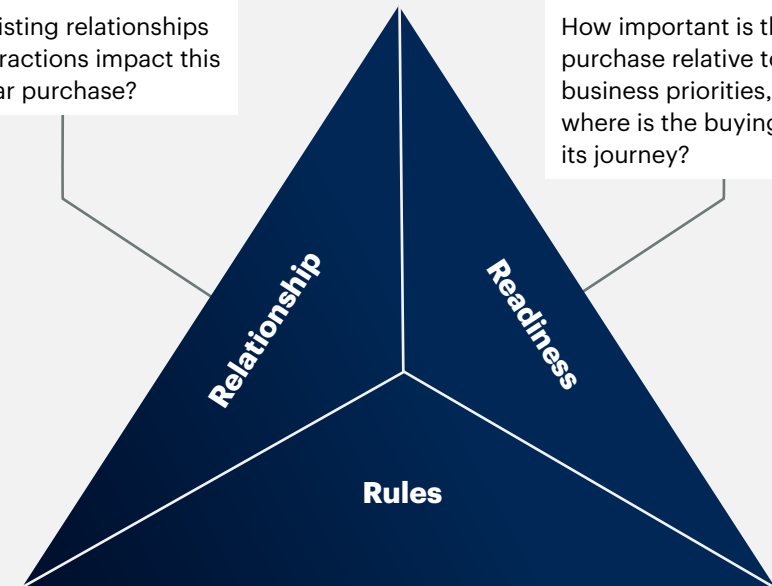 isting relationships
ractions impact this
ar purchase?
How important is th
purchase relative to
business priorities,
where is the buying
its journey?
Relationship
Readiness
Rules